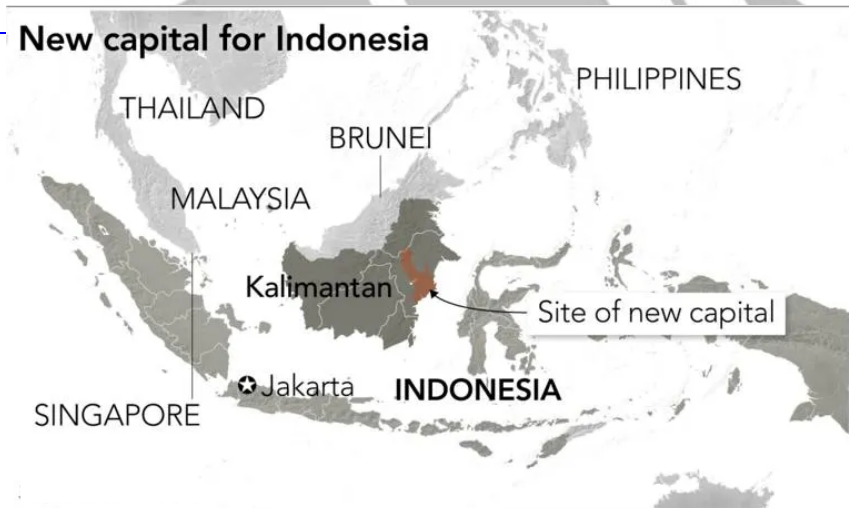 New capital for Indonesia
PHILIPPINES
THAILAND
BRUNEI
MALAYSIA
Kalimantan
Site of new capital
Jakarta
INDONESIA
SINGAPORE